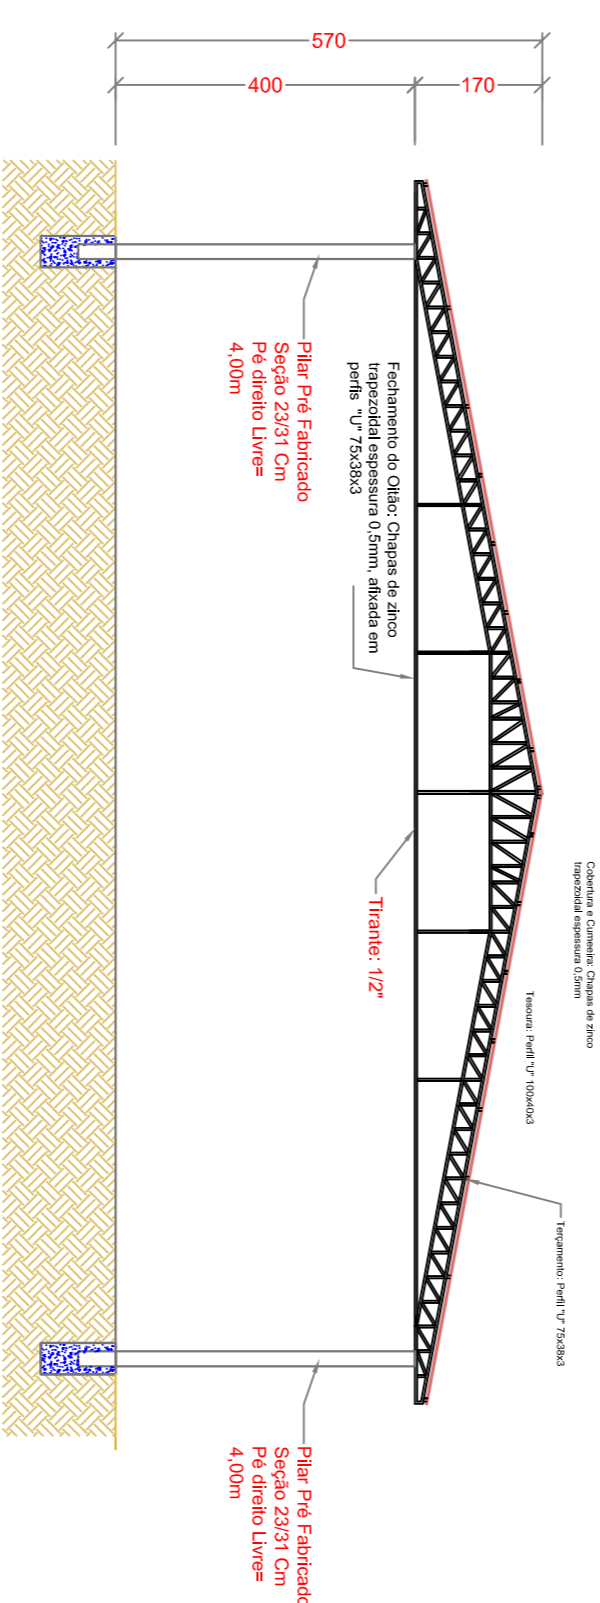 570
400
170
Pilar Pré Fabricado
Seção 23/31 Cm
Pé direito Livre=
4,00m
Fechamento do Oitão: Chapas de zinco
trapezoidal espessura 0,5mm, afixada em
perfis "U" 75x38x3
Tirante: 1/2"
Cobertura e Cumeeira: Chapas de zinco
trapezoidal espessura 0,5mm
Tesoura: Perfil "U" 100x40x3
Terçamento: Perfil "U" 75x38x3
Pilar Pré Fabricado
Seção 23/31 Cm
Pé direito Livre=
4,00m